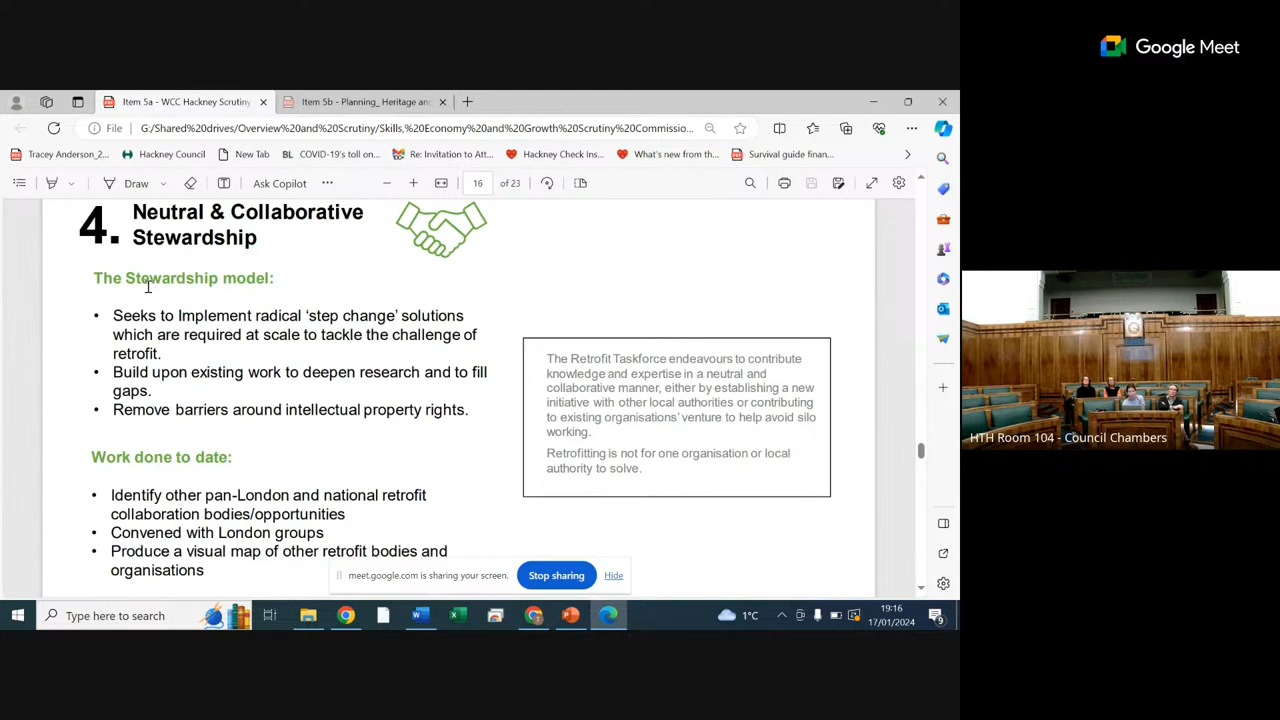 Google Meet
Item 5a - WCC Hackney Scrutiny
Item 5b - Planning_ Heritage and
File
G:/Shared%20drives/Overview%20and%20Scrutiny/Skills,%20Economy%20and%20Growth%20Scrutiny%20Commissio...
Tracey Anderson_2...
Hackney Council
New Tab
BL COVID-19's toll on...
Re: Invitation to Att...
Hackney Check Ins...
What's new from th...
Survival guide finan...
Draw
Ask Copilot
16 of 23
4. Neutral & Collaborative
Stewardship
The Stewardship model:
• Seeks to Implement radical ‘step change’ solutions
which are required at scale to tackle the challenge of
retrofit.
• Build upon existing work to deepen research and to fill
gaps.
• Remove barriers around intellectual property rights.
Work done to date:
• Identify other pan-London and national retrofit
collaboration bodies/opportunities
• Convened with London groups
• Produce a visual map of other retrofit bodies and
organisations
The Retrofit Taskforce endeavours to contribute
knowledge and expertise in a neutral and
collaborative manner, either by establishing a new
initiative with other local authorities or contributing
to existing organisations’ venture to help avoid silo
working.
Retrofitting is not for one organisation or local
authority to solve.
HTH Room 104 - Council Chambers
meet.google.com is sharing your screen.
Stop sharing
Hide
Type here to search
1°C
19:16
17/01/2024
9